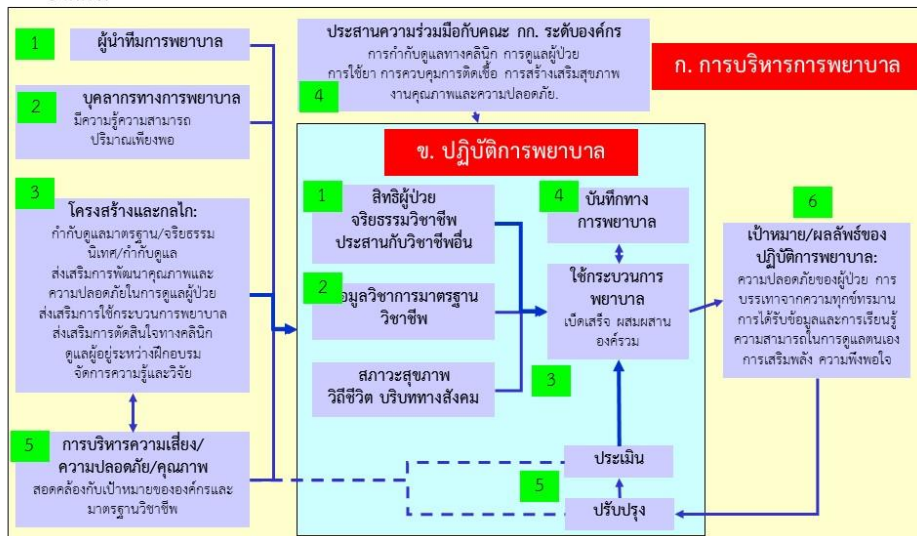 1
ผู้นำทีมการพยาบาล
2
บุคลากรทางการพยาบาล
มีความรู้ความสามารถ
ปริมาณเพียงพอ
3
โครงสร้างและกลไก:
กำกับดูแลมาตรฐาน/จริยธรรม
นิเทศ/กำกับดูแล
ส่งเสริมการพัฒนาคุณภาพและ
ความปลอดภัยในการดูแลผู้ป่วย
ส่งเสริมการใช้กระบวนการพยาบาล
ส่งเสริมการตัดสินใจทางคลินิก
ดูแลผู้อยู่ระหว่างฝึกอบรม
จัดการความรู้และวิจัย
5
การบริหารความเสี่ยง/
ความปลอดภัย/คุณภาพ
สอดคล้องกับเป้าหมายขององค์กรและ
มาตรฐานวิชาชีพ
ประสานความร่วมมือกับคณะ กก. ระดับองค์กร
การกำกับดูแลทางคลินิก การดูแลผู้ป่วย
การใช้ยา การควบคุมการติดเชื้อ การสร้างเสริมสุขภาพ
งานคุณภาพและความปลอดภัย.
4
ก. การบริหารการพยาบาล
ข. ปฏิบัติการพยาบาล
1
สิทธิผู้ป่วย
จริยธรรมวิชาชีพ
ประสานกับวิชาชีพอื่น
2
ข้อมูลวิชาการมาตรฐาน
วิชาชีพ
สภาวะสุขภาพ
วิถีชีวิต บริบททางสังคม
4
บันทึกทาง
การพยาบาล
ใช้กระบวนการ
พยาบาล
เบ็ดเสร็จ ผสมผสาน
องค์รวม
3
ประเมิน
5
ปรับปรุง
6
เป้าหมาย/ผลลัพธ์ของ
ปฏิบัติการพยาบาล:
ความปลอดภัยของผู้ป่วย การ
บรรเทาจากความทุกข์ทรมาน
การได้รับข้อมูลและการเรียนรู้
ความสามารถในการดูแลตนเอง
การเสริมพลัง ความพึงพอใจ